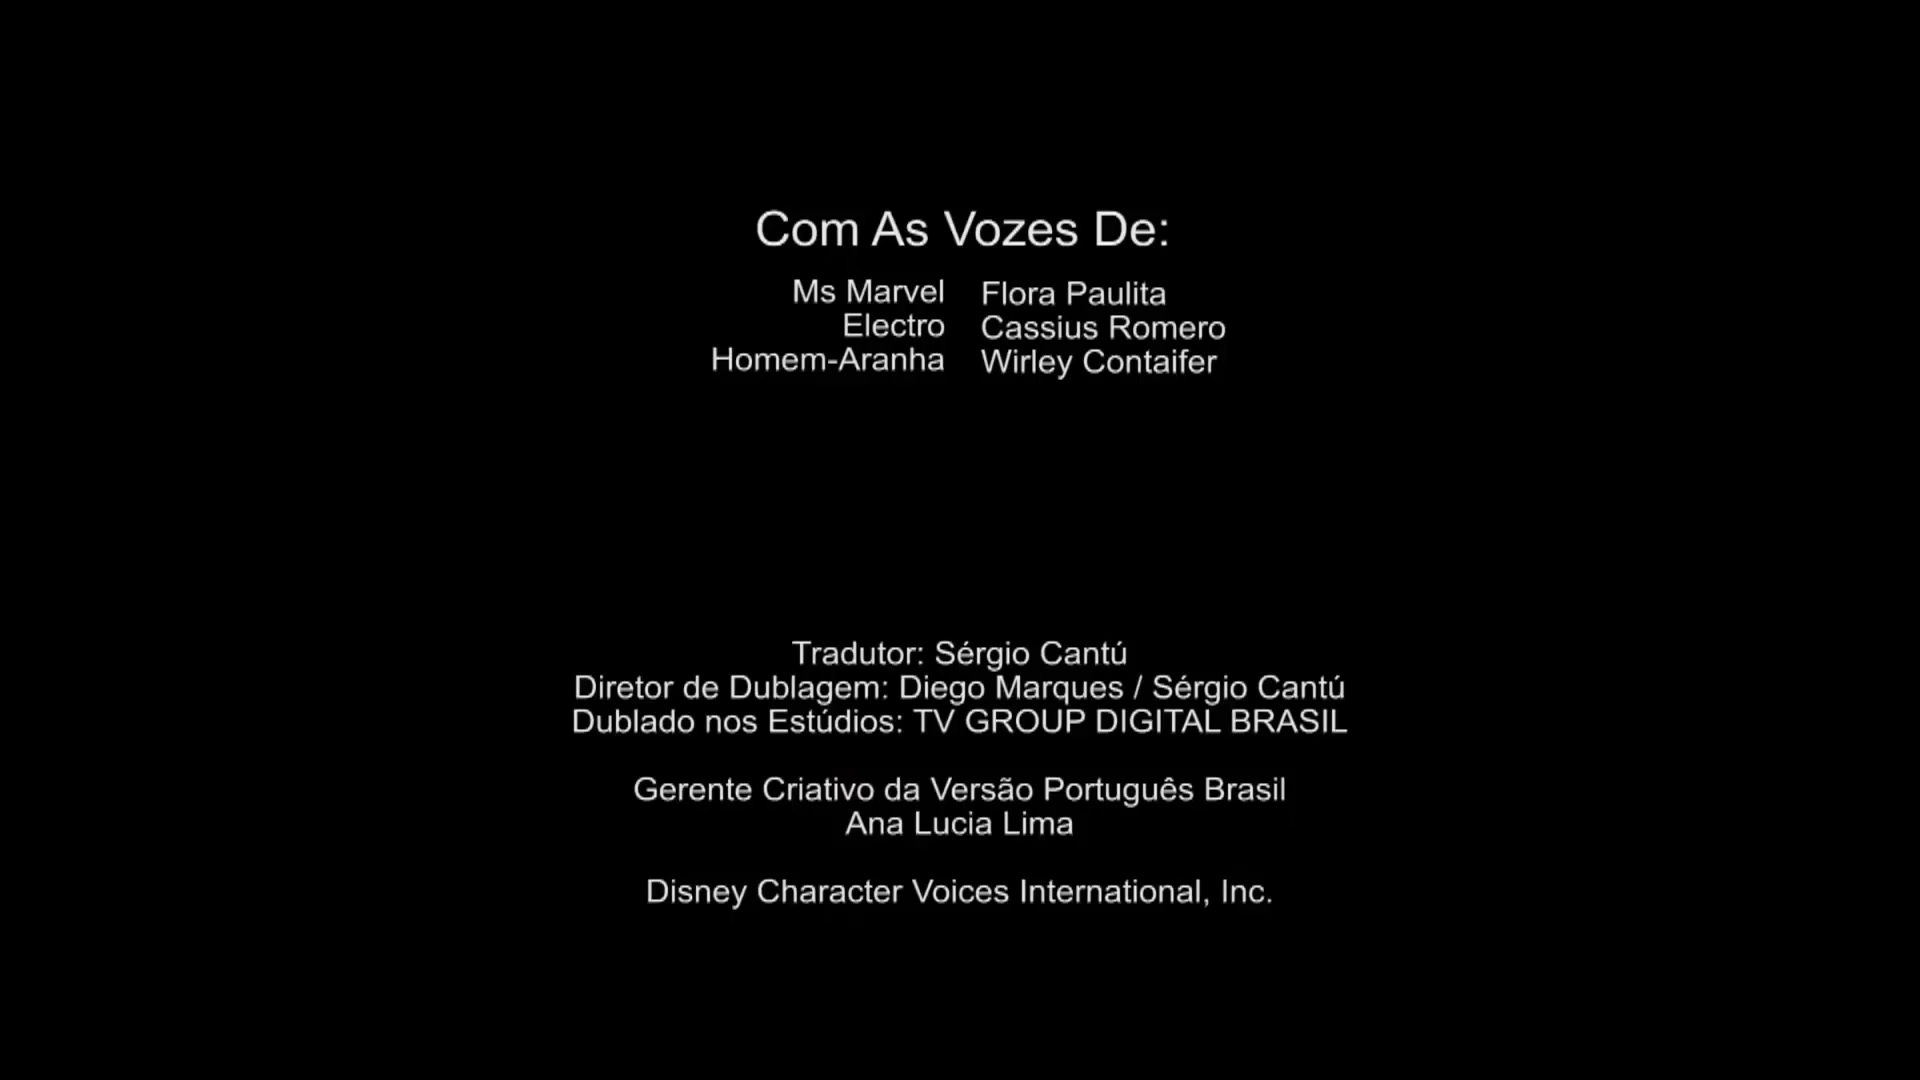 Com As Vozes De:
Ms Marvel Flora Paulita
Electro Cassius Romero
Homem-Aranha Wirley Contaifer
Tradutor: Sérgio Cantú
Diretor de Dublagem: Diego Marques / Sérgio Cantú
Dublado nos Estúdios: TV GROUP DIGITAL BRASIL
Gerente Criativo da Versão Português Brasil
Ana Lucia Lima
Disney Character Voices International, Inc.